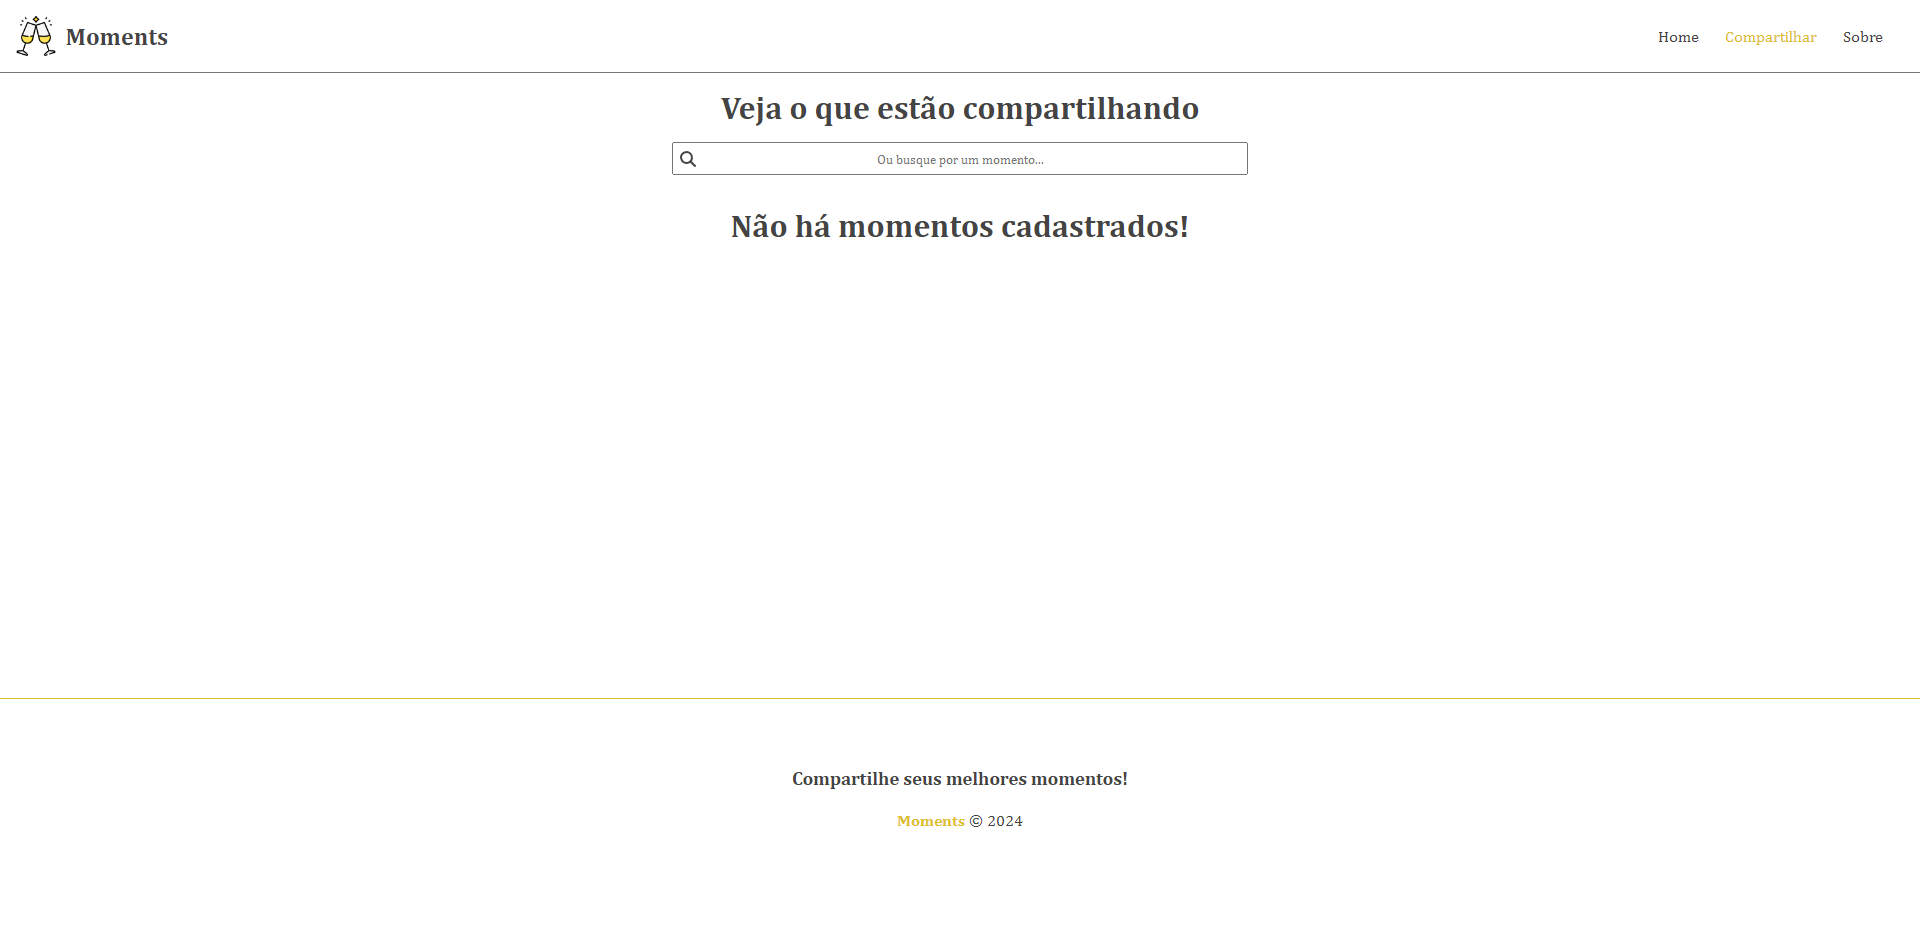 Moments
Home Compartilhar Sobre
Veja o que estão compartilhando
Ou busque por um momento...
Não há momentos cadastrados!
Compartilhe seus melhores momentos!
Moments © 2024